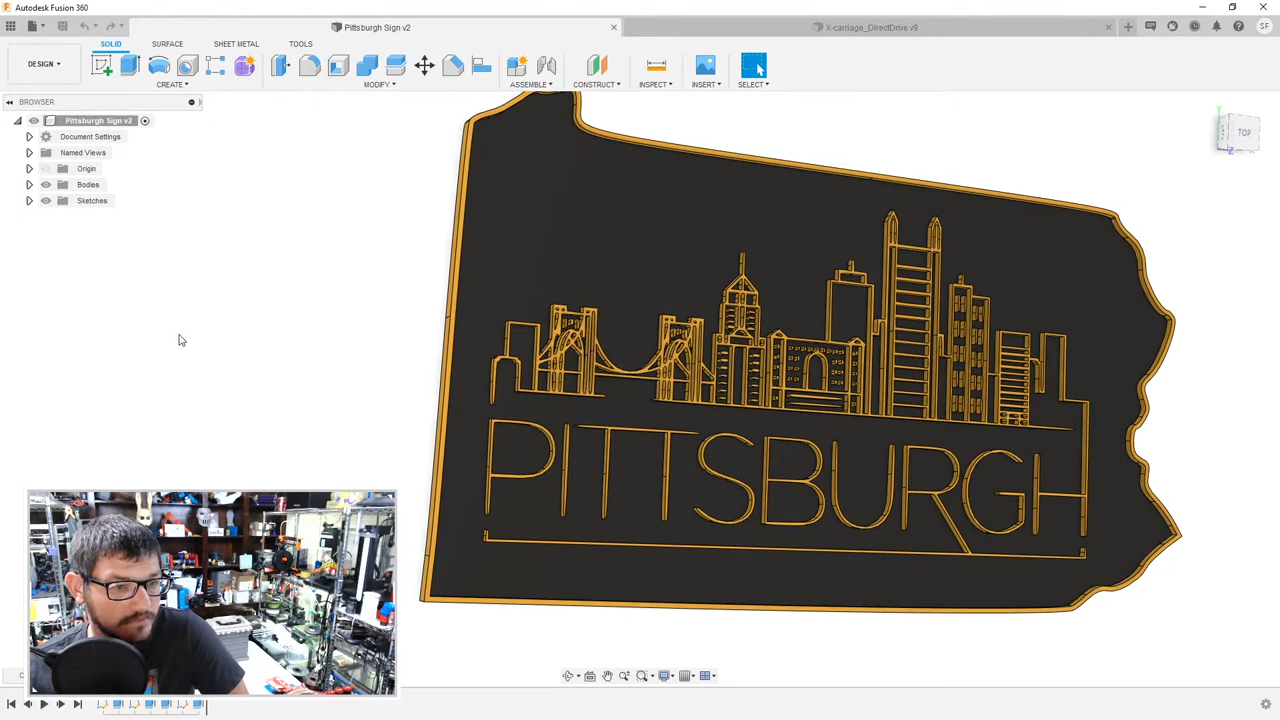 Autodesk Fusion 360
Pittsburgh Sign v2
X-carriage_DirectDrive v9
SF
SOLID
SURFACE
SHEET METAL
TOOLS
DESIGN
CREATE
MODIFY
ASSEMBLE
CONSTRUCT
INSPECT
INSERT
SELECT
BROWSER
Pittsburgh Sign v2
Document Settings
Named Views
Origin
Bodies
Sketches
TOP
Y
Z
PITTSBURGH